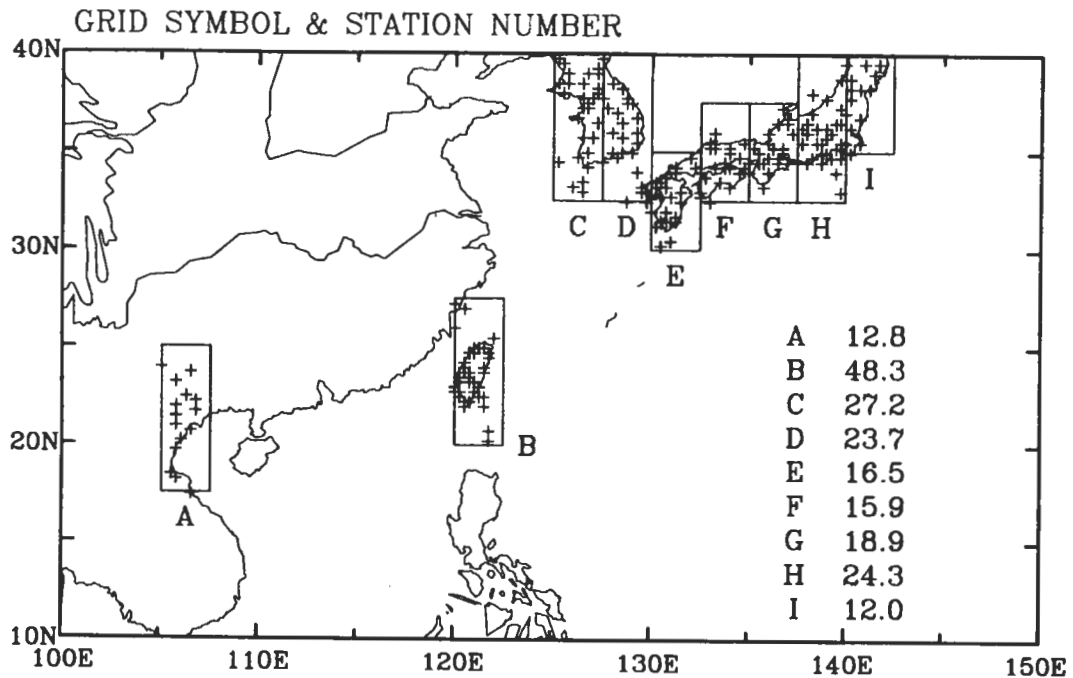 GRID SYMBOL & STATION NUMBER
40N
I
C D F G H
30N
E
A 12.8
B 48.3
C 27.2
20N B D 23.7
E 16.5
A F 15.9
G 18.9
H 24.3
I 12.0
10N
100E 110E 120E 130E 140E 150E